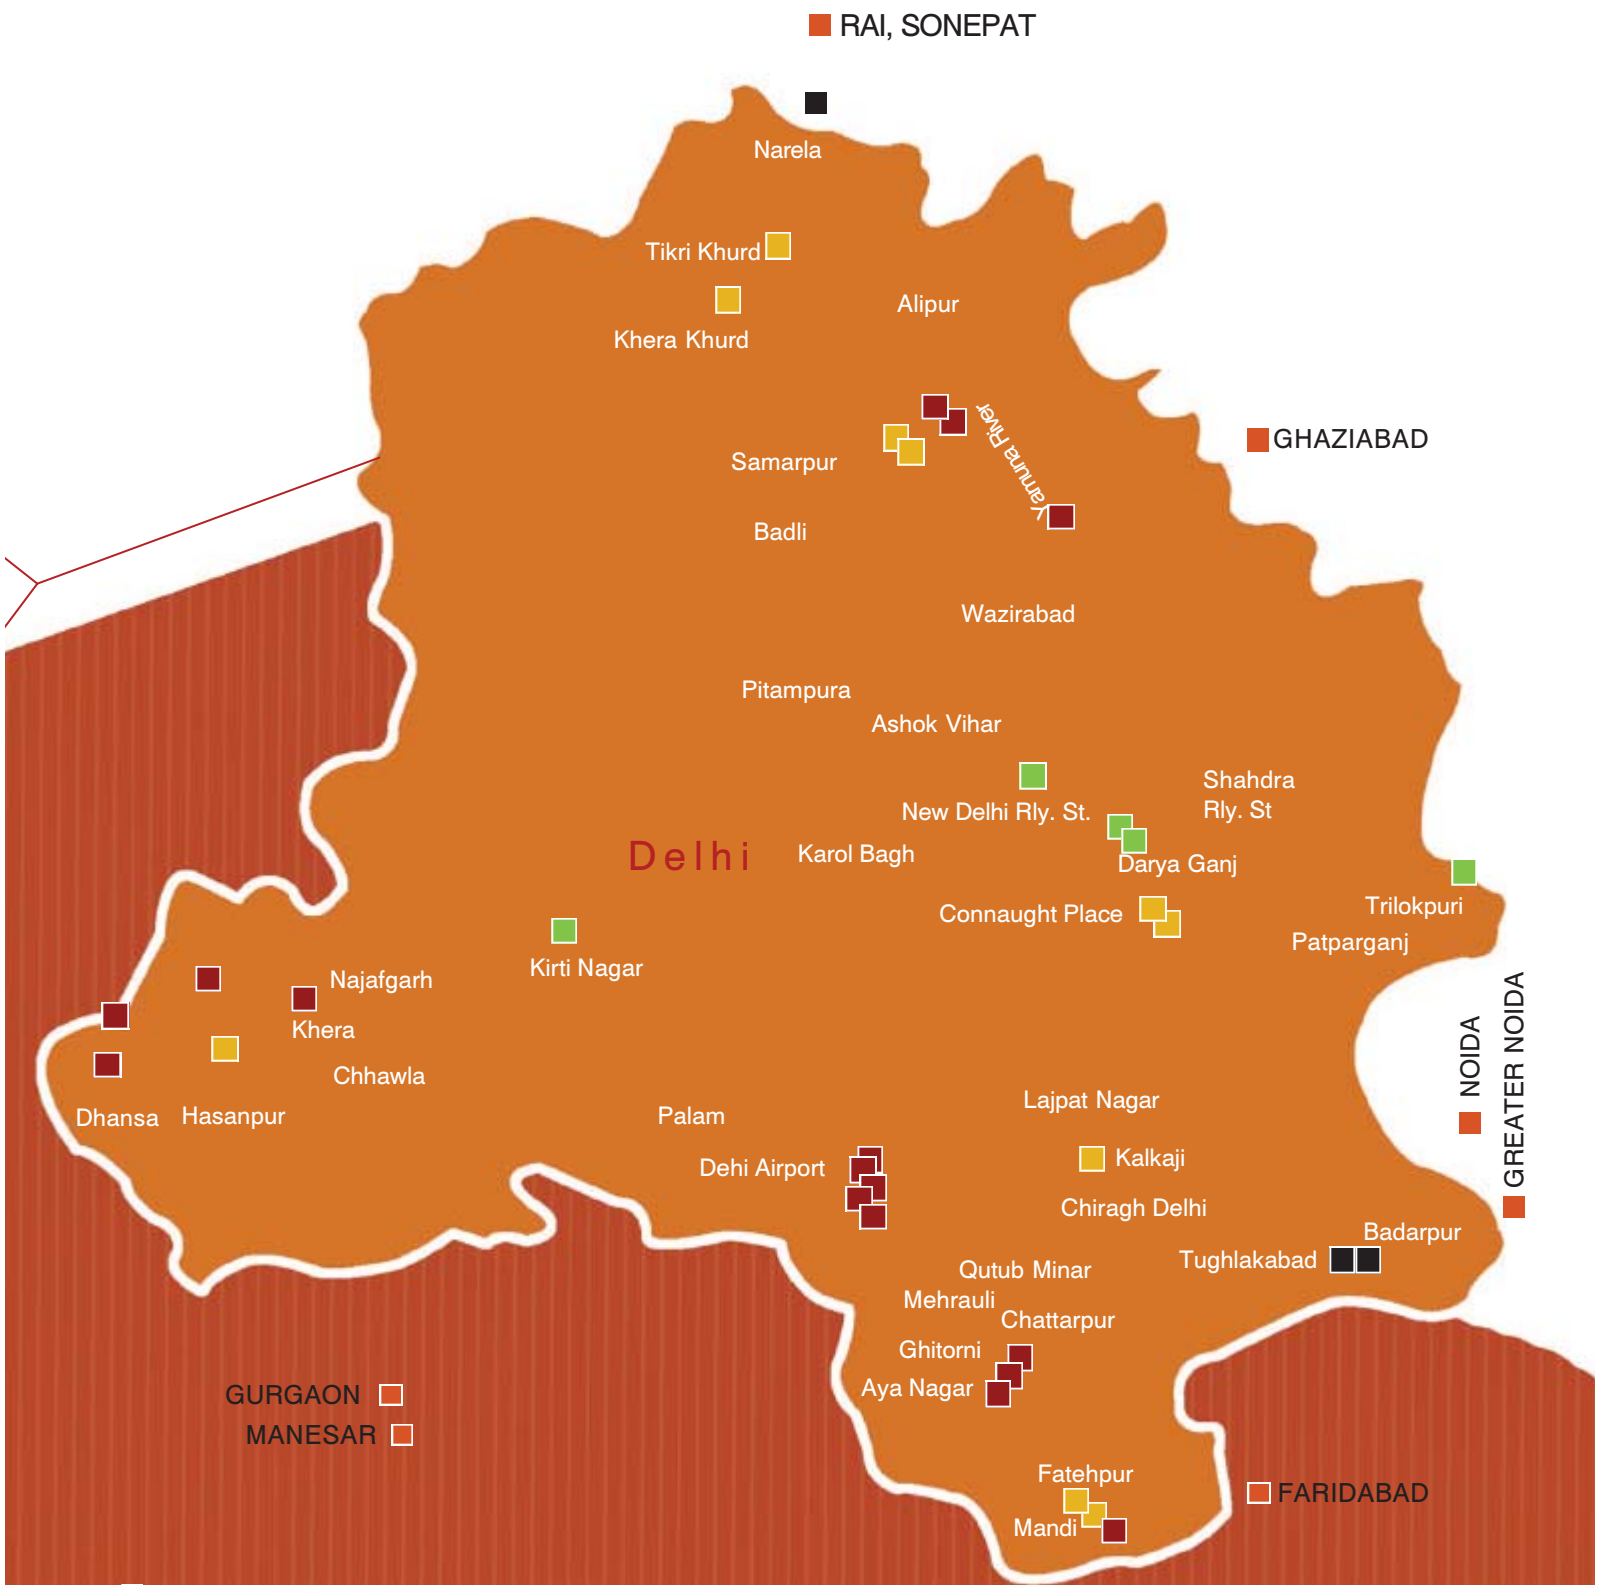 RAI, SONEPAT
Narela
Tikri Khurd
Alipur
Khera Khurd
Yamuna River
GHAZIABAD
Samarpur
Badli
Wazirabad
Pitampura
Ashok Vihar
Shahdra
Rly. St
New Delhi Rly. St.
Delhi
Karol Bagh
Darya Ganj
Trilokpuri
Connaught Place
Patparganj
Kirti Nagar
Najafgarh
Khera
Chhawla
NOIDA
GREATER NOIDA
Dhansa
Hasanpur
Palam
Lajpat Nagar
Dehi Airport
Kalkaji
Chiragh Delhi
Badarpur
Tughlakabad
Qutub Minar
Mehrauli
Chattarpur
Ghitorni
Aya Nagar
GURGAON
MANESAR
Fatehpur
FARIDABAD
Mandi